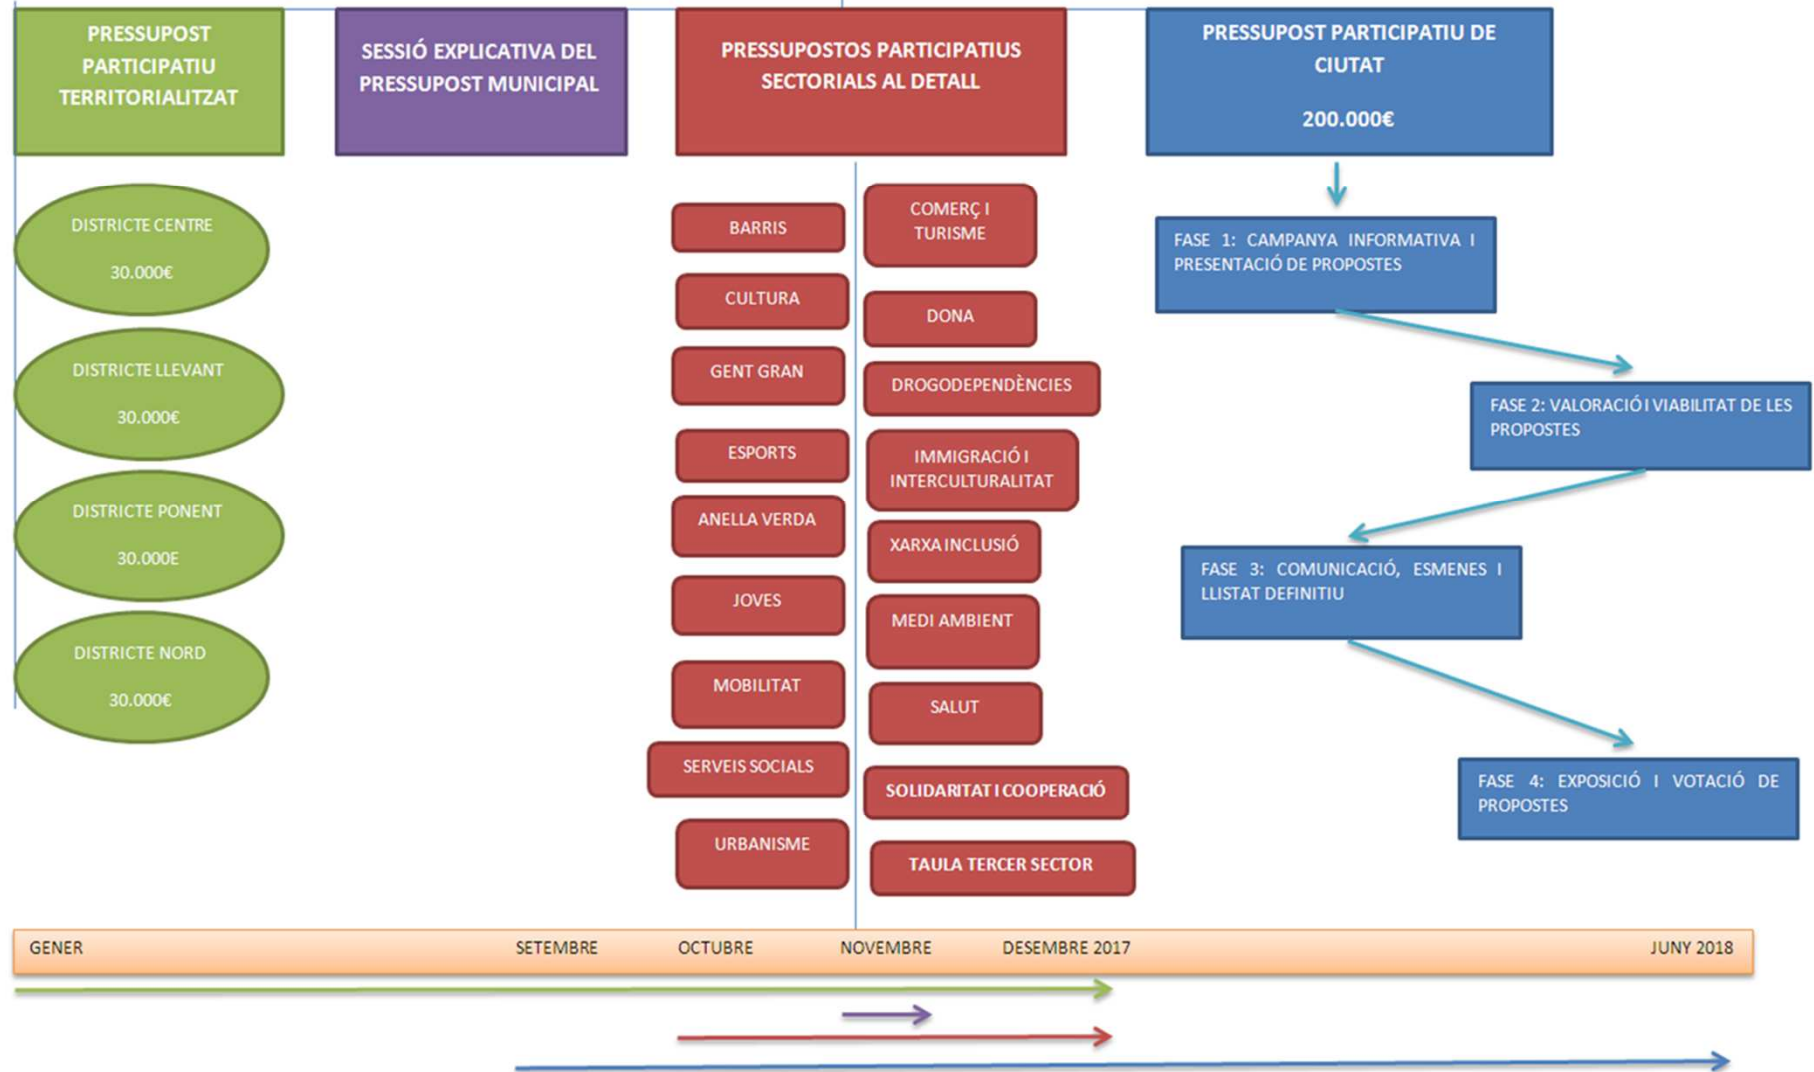 PRESSUPOST
PARTICIPATIU
TERRITORIALITZAT
DISTRICTE CENTRE
30.000€
DISTRICTE LLEVANT
30.000€
DISTRICTE PONENT
30.000E
DISTRICTE NORD
30.000€
SESSIÓ EXPLICATIVA DEL
PRESSUPOST MUNICIPAL
PRESSUPOSTOS PARTICIPATIUS
SECTORIALS AL DETALL
BARRIS
CULTURA
GENT GRAN
ESPORTS
ANELLA VERDA
JOVES
MOBILITAT
SERVEIS SOCIALS
URBANISME
COMERÇ I
TURISME
DONA
DROGODEPENDÈNCIES
IMMIGRACIÓ I
INTERCULTURALITAT
XARXA INCLUSIÓ
MEDI AMBIENT
SALUT
SOLIDARITAT I COOPERACIÓ
TAULA TERCER SECTOR
PRESSUPOST PARTICIPATIU DE
CIUTAT
200.000€
FASE 1: CAMPANYA INFORMATIVA I
PRESENTACIÓ DE PROPOSTES
FASE 2: VALORACIÓ I VIABILITAT DE LES
PROPOSTES
FASE 3: COMUNICACIÓ, ESMENES I
LLISTAT DEFINITIU
FASE 4: EXPOSICIÓ I VOTACIÓ DE
PROPOSTES
GENER SETEMBRE OCTUBRE NOVEMBRE DESEMBRE 2017 JUNY 2018